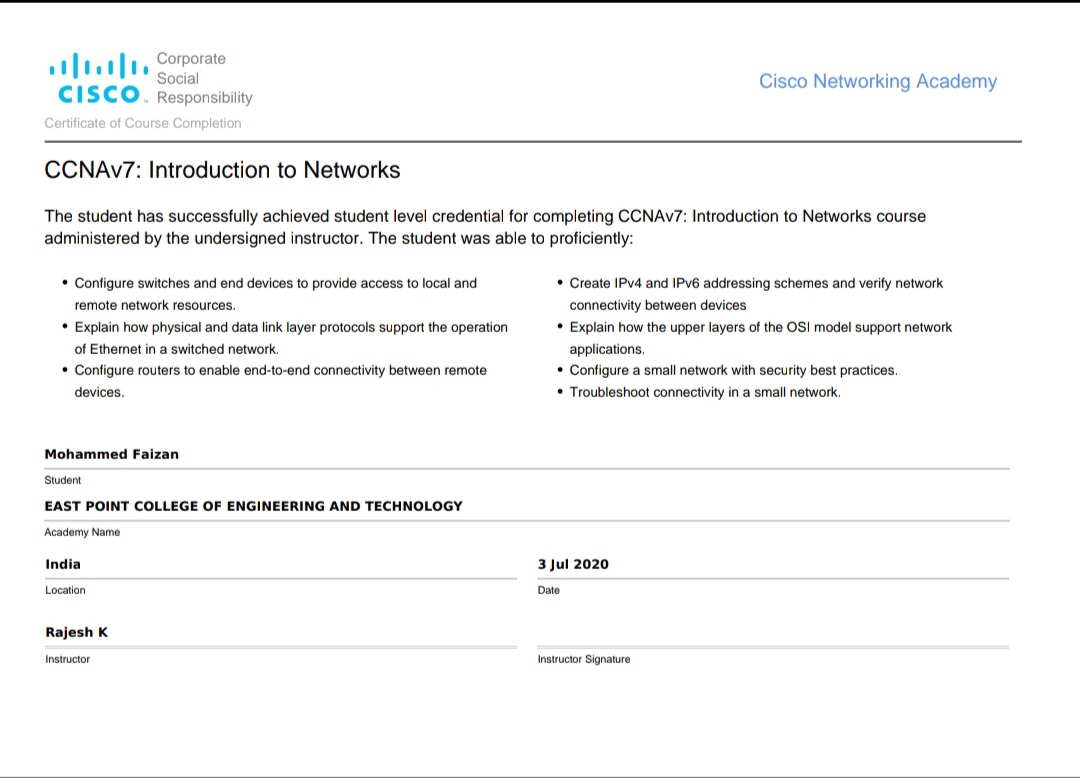 Corporate
Social
CISCO Responsibility
Cisco Networking Academy
Certificate of Course Completion
CCNAv7: Introduction to Networks
The student has successfully achieved student level credential for completing CCNAv7: Introduction to Networks course
administered by the undersigned instructor. The student was able to proficiently:
• Configure switches and end devices to provide access to local and
remote network resources.
• Explain how physical and data link layer protocols support the operation
of Ethernet in a switched network.
• Configure routers to enable end-to-end connectivity between remote
devices.
• Create IPv4 and IPv6 addressing schemes and verify network
connectivity between devices
• Explain how the upper layers of the OSI model support network
applications.
• Configure a small network with security best practices.
• Troubleshoot connectivity in a small network.
Mohammed Faizan
Student
EAST POINT COLLEGE OF ENGINEERING AND TECHNOLOGY
Academy Name
India
Location
3 Jul 2020
Date
Rajesh K
Instructor
Instructor Signature